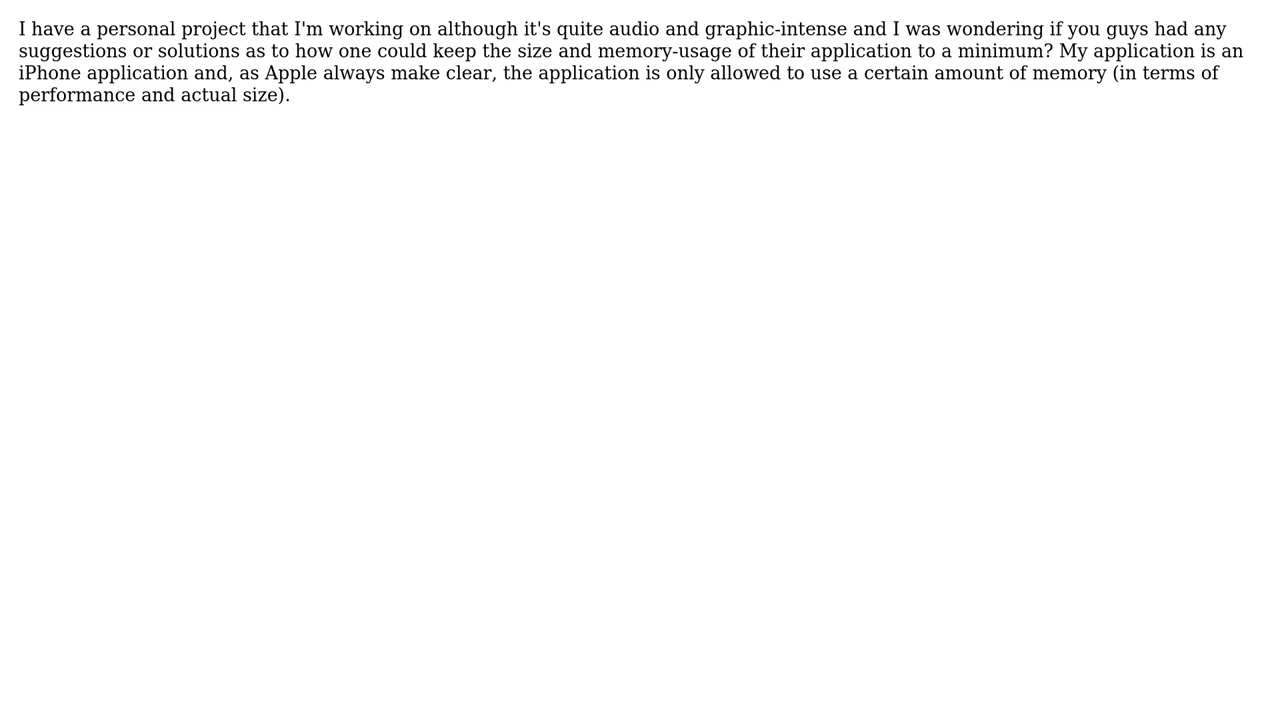 I have a personal project that I'm working on although it's quite audio and graphic-intense and I was wondering if you guys had any
suggestions or solutions as to how one could keep the size and memory-usage of their application to a minimum? My application is an
iPhone application and, as Apple always make clear, the application is only allowed to use a certain amount of memory (in terms of
performance and actual size).